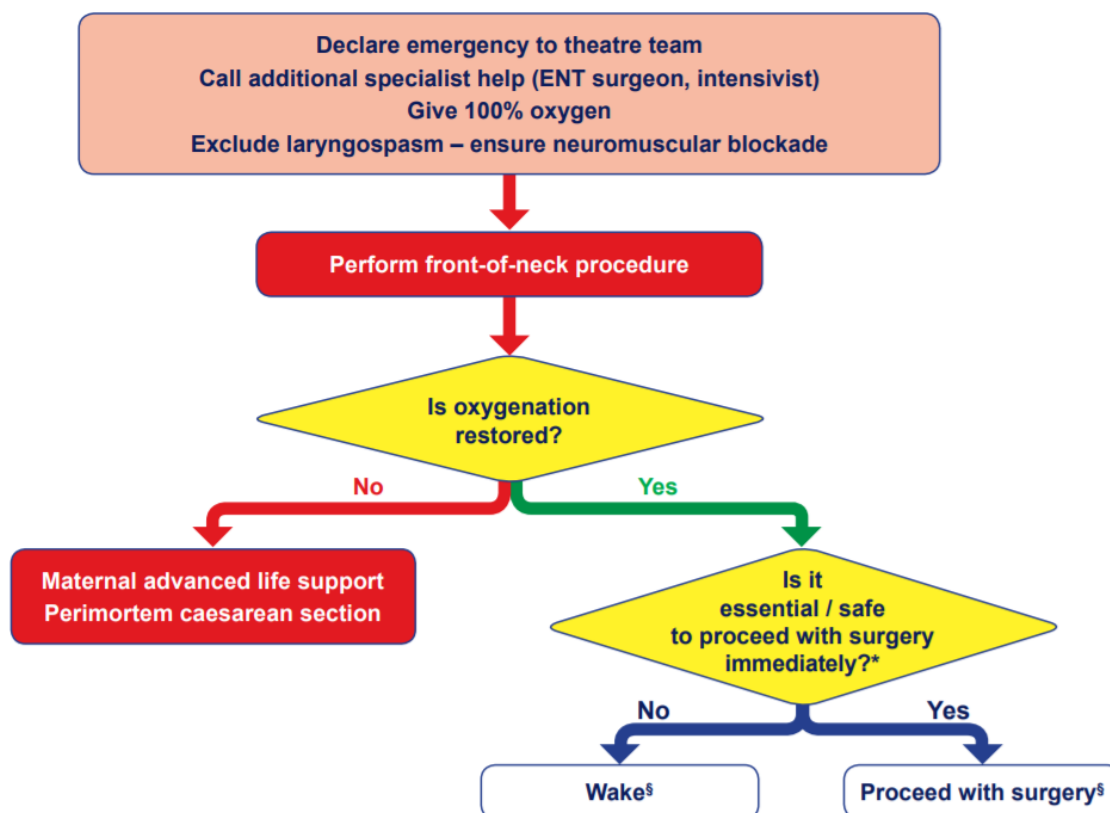 Declare emergency to theatre team
Call additional specialist help (ENT surgeon, intensivist)
Give 100% oxygen
Exclude laryngospasm – ensure neuromuscular blockade
Perform front-of-neck procedure
Is oxygenation
restored?
No
Yes
Maternal advanced life support
Perimortem caesarean section
Is it
essential / safe
to proceed with surgery
immediately?*
No
Yes
Wake§
Proceed with surgery§